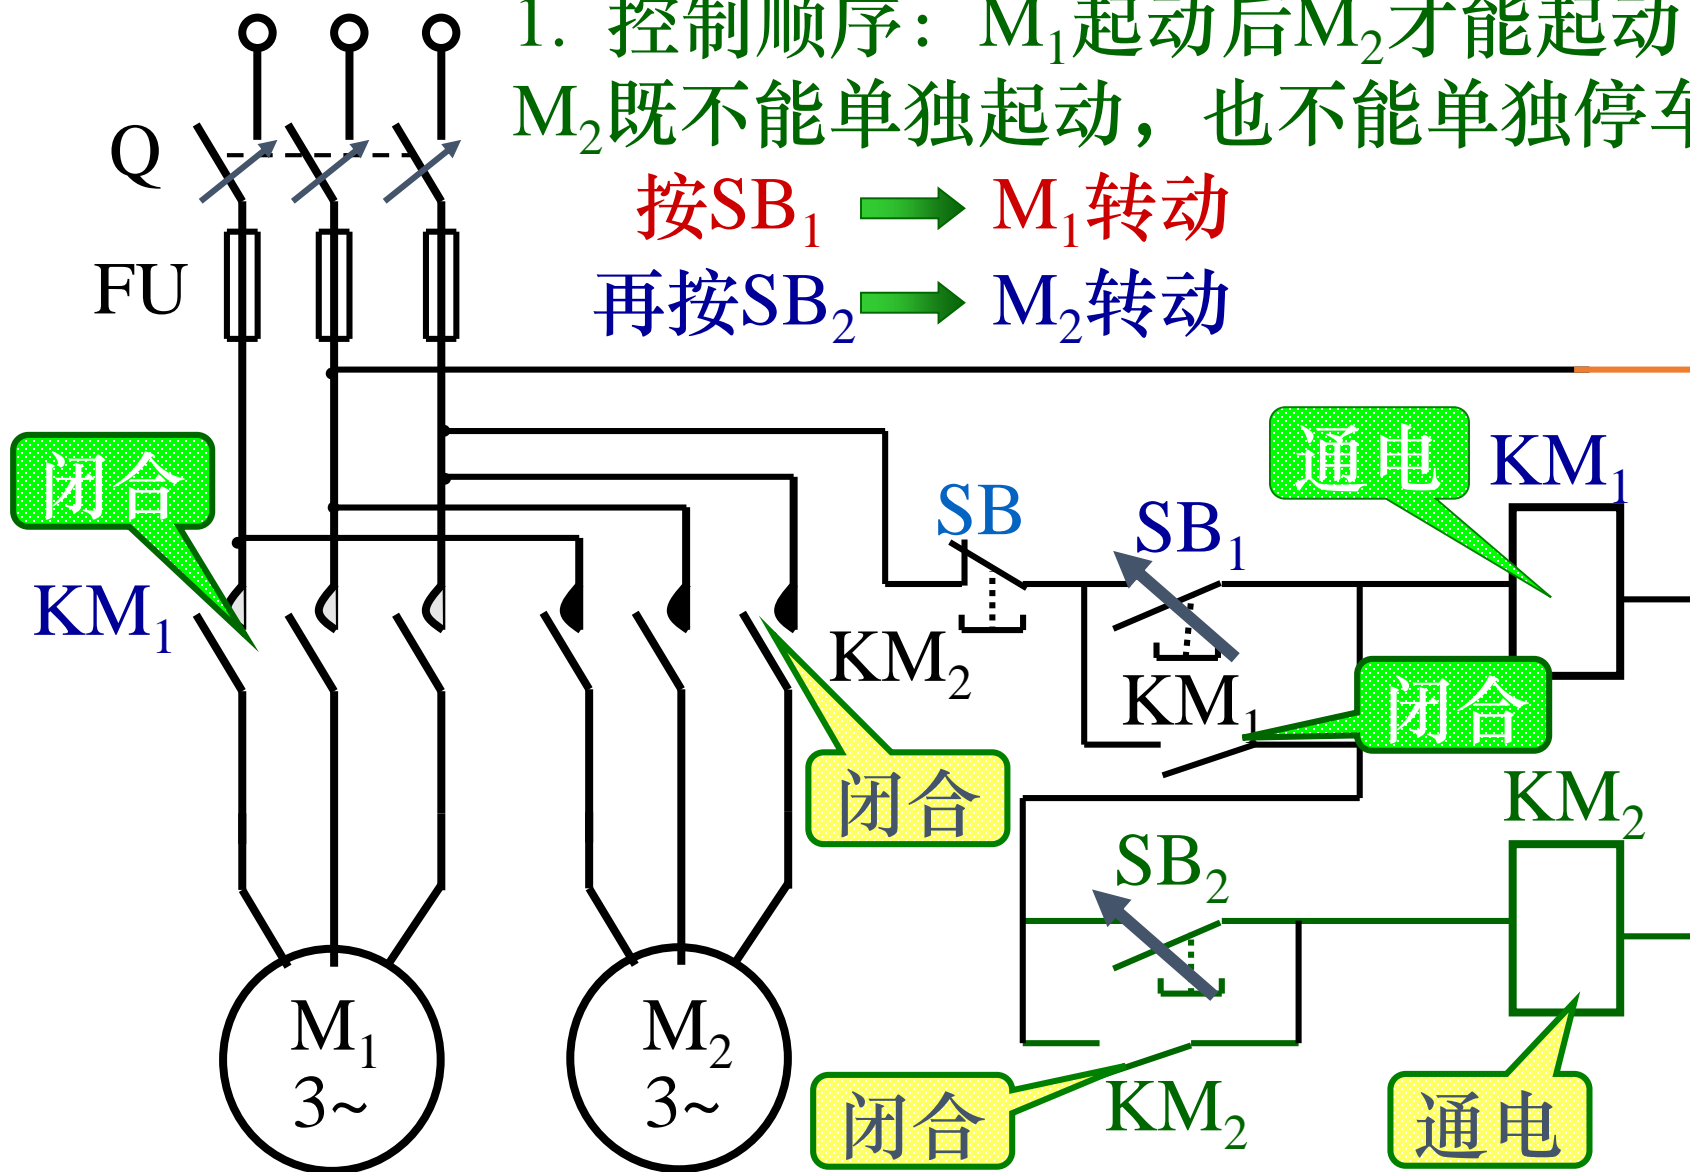 1. 控制顺序：M₁起动后M₂才能起动
M₂既不能单独起动，也不能单独停车
按SB₁ M₁转动
再按SB₂ M₂转动
Q
FU
闭合
通电
KM₁
SB
SB₁
KM₁
KM₂
KM₁
闭合
闭合
KM₂
SB₂
M₁
3~
M₂
3~
闭合
KM₂
通电